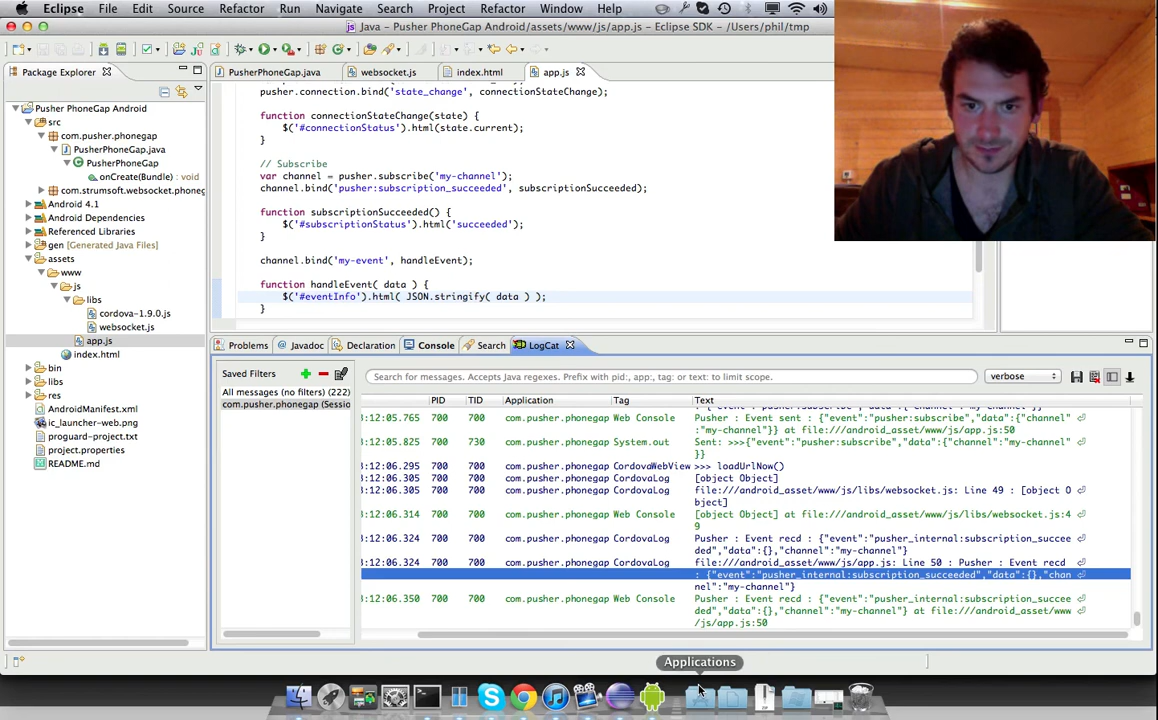 Eclipse File Edit Source Refactor Run Navigate Search Project Refactor Window Help
Java - Pusher PhoneGap Android/assets/www/js/app.js - Eclipse SDK - /Users/phil/tmp
Package Explorer
PusherPhoneGap.java websocket.js index.html app.js
Pusher PhoneGap Android
src
com.pusher.phonegap
PusherPhoneGap.java
PusherPhoneGap
onCreate(Bundle) : void
com.strumsoft.websocket.phoneg
Android 4.1
Android Dependencies
Referenced Libraries
gen [Generated Java Files]
assets
www
js
libs
cordova-1.9.0.js
websocket.js
app.js
index.html
bin
libs
res
AndroidManifest.xml
ic_launcher-web.png
proguard-project.txt
project.properties
README.md
pusher.connection.bind('state_change', connectionStateChange);
function connectionStateChange(state) {
$('#connectionStatus').html(state.current);
}
// Subscribe
var channel = pusher.subscribe('my-channel');
channel.bind('pusher:subscription_succeeded', subscriptionSucceeded);
function subscriptionSucceeded() {
$('#subscriptionStatus').html('succeeded');
}
channel.bind('my-event', handleEvent);
function handleEvent( data ) {
$('#eventInfo').html( JSON.stringify( data ) );
}
Problems Javadoc Declaration Console Search LogCat
Saved Filters
All messages (no filters) (222)
com.pusher.phonegap (Sessio
Search for messages. Accepts Java regexes. Prefix with pid:, app:, tag: or text: to limit scope.
verbose
PID TID Application Tag Text
3:12:05.765 700 700 com.pusher.phonegap Web Console Pusher : Event sent : {"event":"pusher:subscribe","data":{"channel"
:"my-channel"}} at file:///android_asset/www/js/app.js:50
3:12:05.825 700 730 com.pusher.phonegap System.out Sent: >>>{"event":"pusher:subscribe","data":{"channel":"my-channel"
}}
3:12:06.295 700 700 com.pusher.phonegap CordovaWebView >>> loadUrlNow()
3:12:06.305 700 700 com.pusher.phonegap CordovaLog [object Object]
3:12:06.305 700 700 com.pusher.phonegap CordovaLog file:///android_asset/www/js/libs/websocket.js: Line 49 : [object O
bject]
3:12:06.314 700 700 com.pusher.phonegap Web Console [object Object] at file:///android_asset/www/js/libs/websocket.js:4
9
3:12:06.324 700 700 com.pusher.phonegap CordovaLog Pusher : Event recd : {"event":"pusher_internal:subscription_succee
ded","data":{},"channel":"my-channel"}
3:12:06.324 700 700 com.pusher.phonegap CordovaLog file:///android_asset/www/js/app.js: Line 50 : Pusher : Event recd
: {"event":"pusher_internal:subscription_succeeded","data":{},"chan
nel":"my-channel"}
3:12:06.350 700 700 com.pusher.phonegap Web Console Pusher : Event recd : {"event":"pusher_internal:subscription_succee
ded","data":{},"channel":"my-channel"} at file:///android_asset/www
/js/app.js:50
Applications